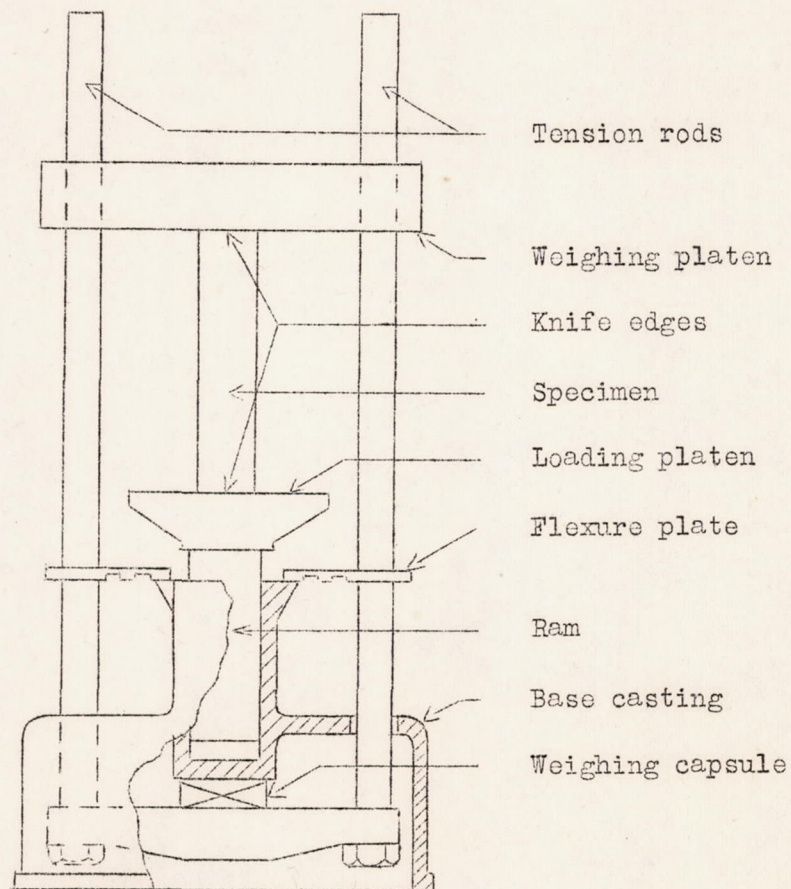 Tension rods
Weighing platen
Knife edges
Specimen
Loading platen
Flexure plate
Ram
Base casting
Weighing capsule